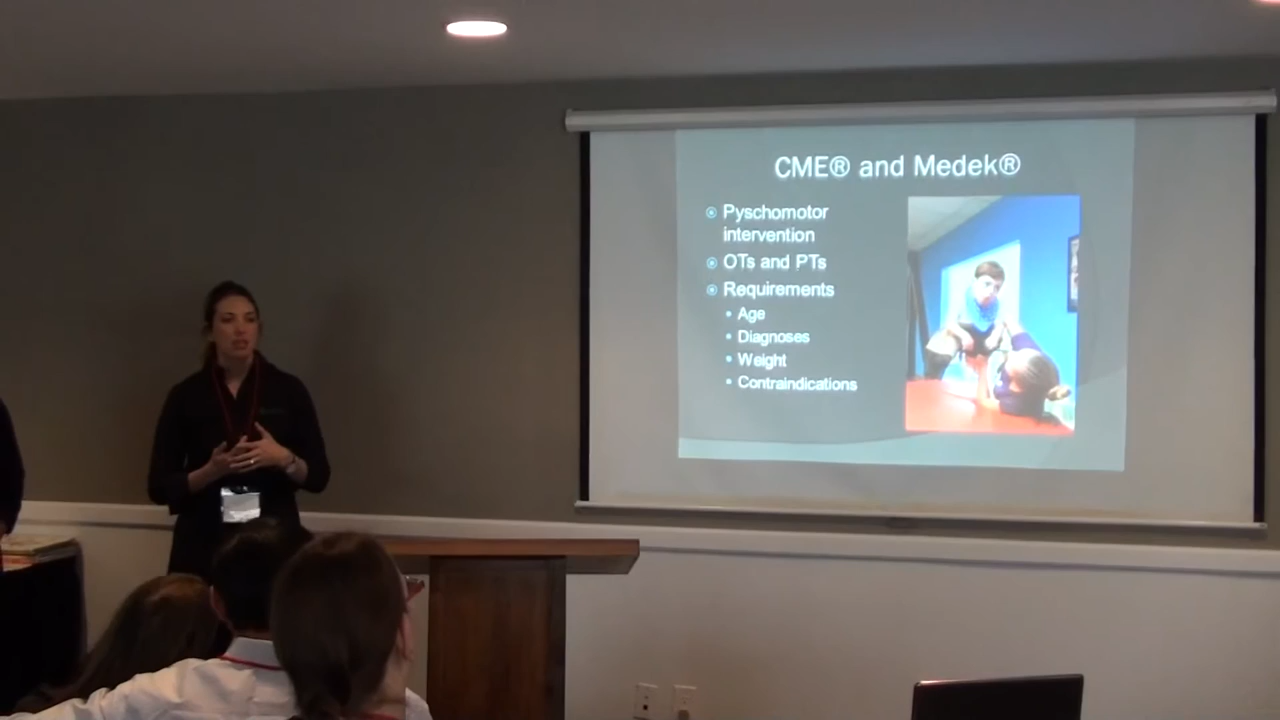 CME® and Medek®
Pyschomotor
intervention
OTs and PTs
Requirements
Age
Diagnoses
Weight
Contraindications